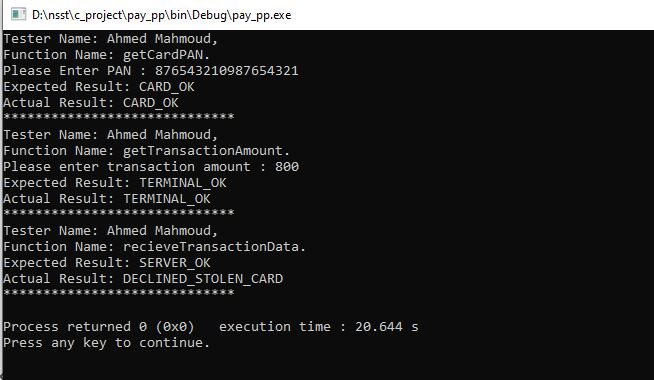 D:\nsst\c_project\pay_pp\bin\Debug\pay_pp.exe
Tester Name: Ahmed Mahmoud,
Function Name: getCardPAN.
Please Enter PAN : 876543210987654321
Expected Result: CARD_OK
Actual Result: CARD_OK
*****************************
Tester Name: Ahmed Mahmoud,
Function Name: getTransactionAmount.
Please enter transaction amount : 800
Expected Result: TERMINAL_OK
Actual Result: TERMINAL_OK
*****************************
Tester Name: Ahmed Mahmoud,
Function Name: recieveTransactionData.
Expected Result: SERVER_OK
Actual Result: DECLINED_STOLEN_CARD
*****************************
Process returned 0 (0x0)   execution time : 20.644 s
Press any key to continue.